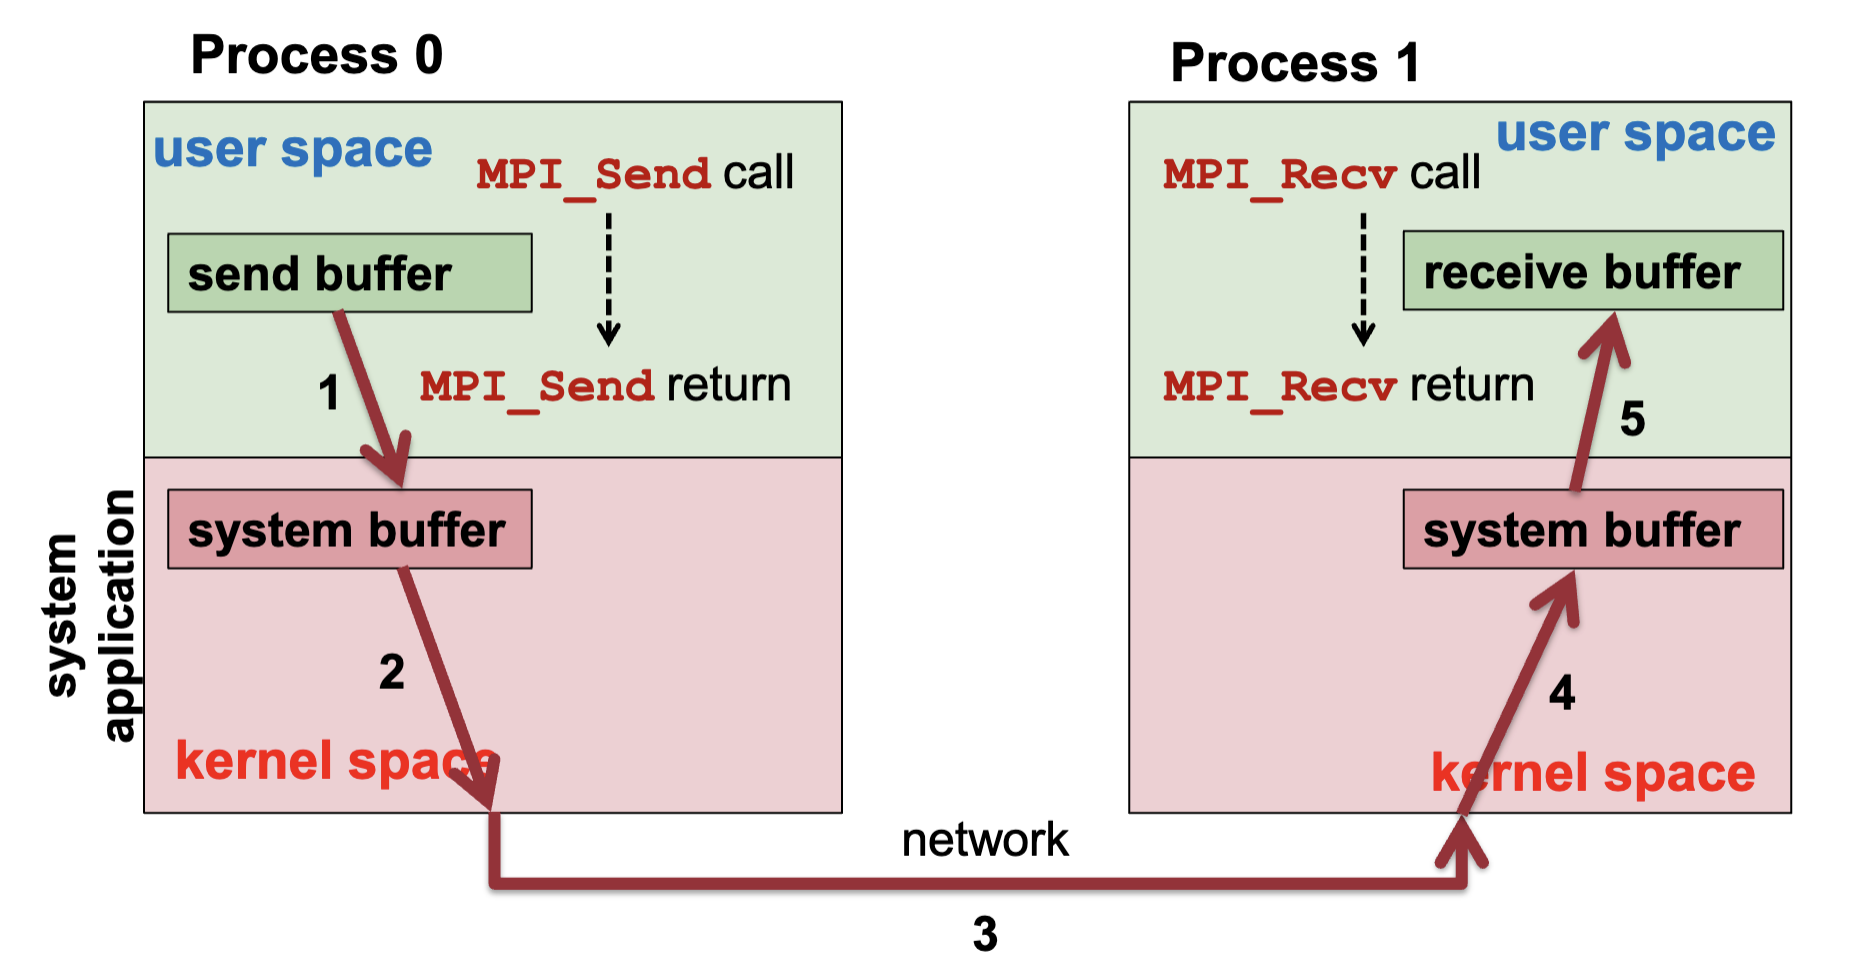 Process 0
user space
MPI_Send call
send buffer
1
MPI_Send return
system buffer
2
kernel space
system
application
network
3
Process 1
user space
MPI_Recv call
receive buffer
MPI_Recv return
5
system buffer
4
kernel space